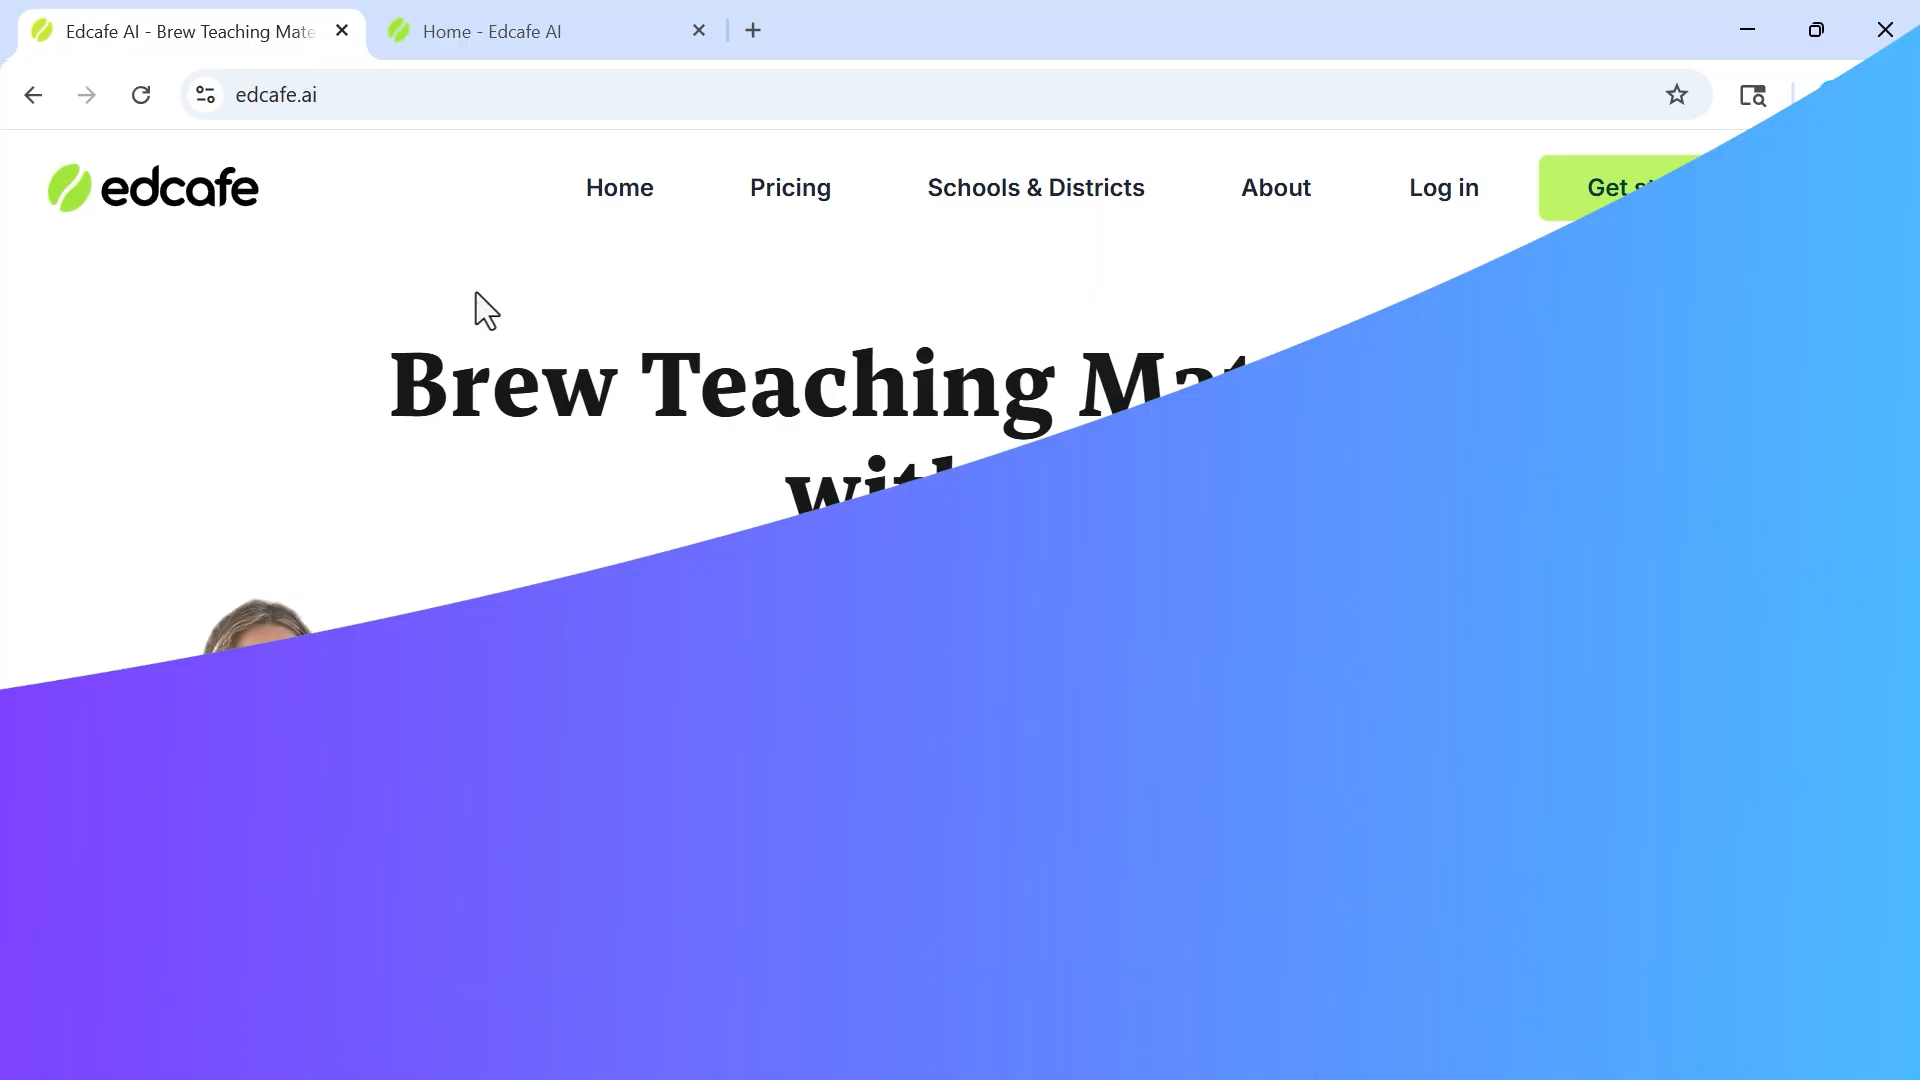 Edcafe AI - Brew Teaching Mate
Home - Edcafe AI
edcafe.ai
edcafe
Home
Pricing
Schools & Districts
About
Log in
Get
Brew Teaching